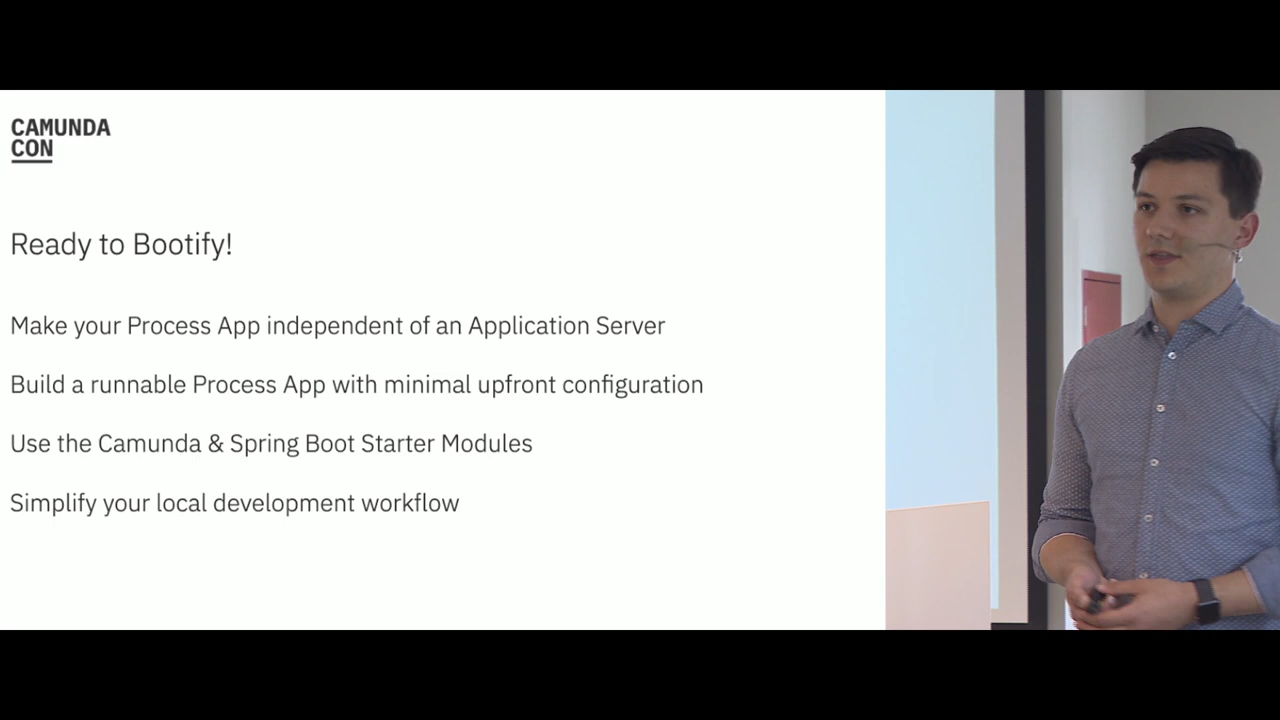 CAMUNDA
CON
Ready to Bootify!
Make your Process App independent of an Application Server
Build a runnable Process App with minimal upfront configuration
Use the Camunda & Spring Boot Starter Modules
Simplify your local development workflow